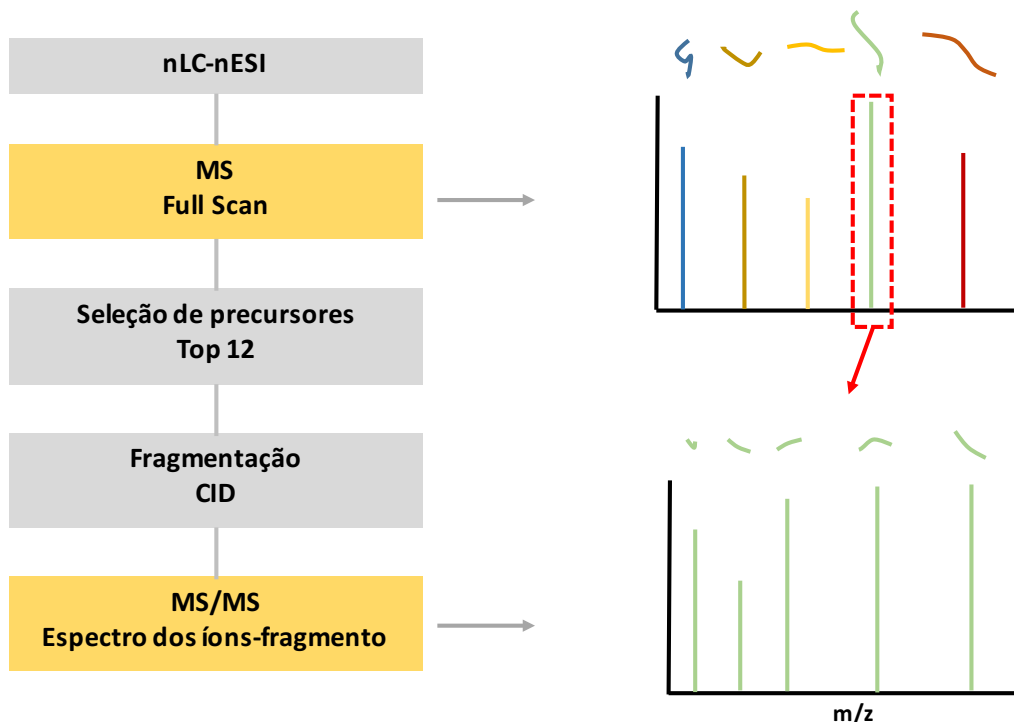 nLC-nESI
MS
Full Scan
Seleção de precursores
Top 12
Fragmentação
CID
MS/MS
Espectro dos íons-fragmento
m/z